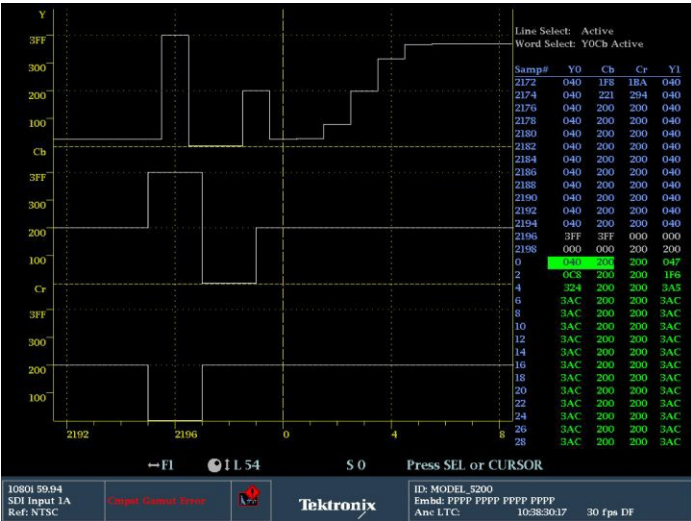 Y
3FF
300
200
100
Cb
3FF
300
200
100
Cr
3FF
300
200
100
2192 2196 0 4 8
Line Select: Active
Word Select: Y0Cb Active
Samp# Y0 Cb Cr Y1
2172 040 1F8 1BA 040
2174 040 221 294 040
2176 040 200 200 040
2178 040 200 200 040
2180 040 200 200 040
2182 040 200 200 040
2184 040 200 200 040
2186 040 200 200 040
2188 040 200 200 040
2190 040 200 200 040
2192 040 200 200 040
2194 040 200 200 040
2196 3FF 3FF 000 000
2198 000 000 200 200
0 040 200 200 047
2 0C8 200 200 1F6
4 324 200 200 3A5
6 3AC 200 200 3AC
8 3AC 200 200 3AC
10 3AC 200 200 3AC
12 3AC 200 200 3AC
14 3AC 200 200 3AC
16 3AC 200 200 3AC
18 3AC 200 200 3AC
20 3AC 200 200 3AC
22 3AC 200 200 3AC
24 3AC 200 200 3AC
26 3AC 200 200 3AC
28 3AC 200 200 3AC
↔F1 L 54 S 0 Press SEL or CURSOR
1080i 59.94
SDI Input 1A
Ref: NTSC
Cmpst Gamut Error
Tektronix
ID: MODEL_5200
Embd: PPPP PPPP PPPP PPPP
Anc LTC: 10:38:30:17 30 fps DF